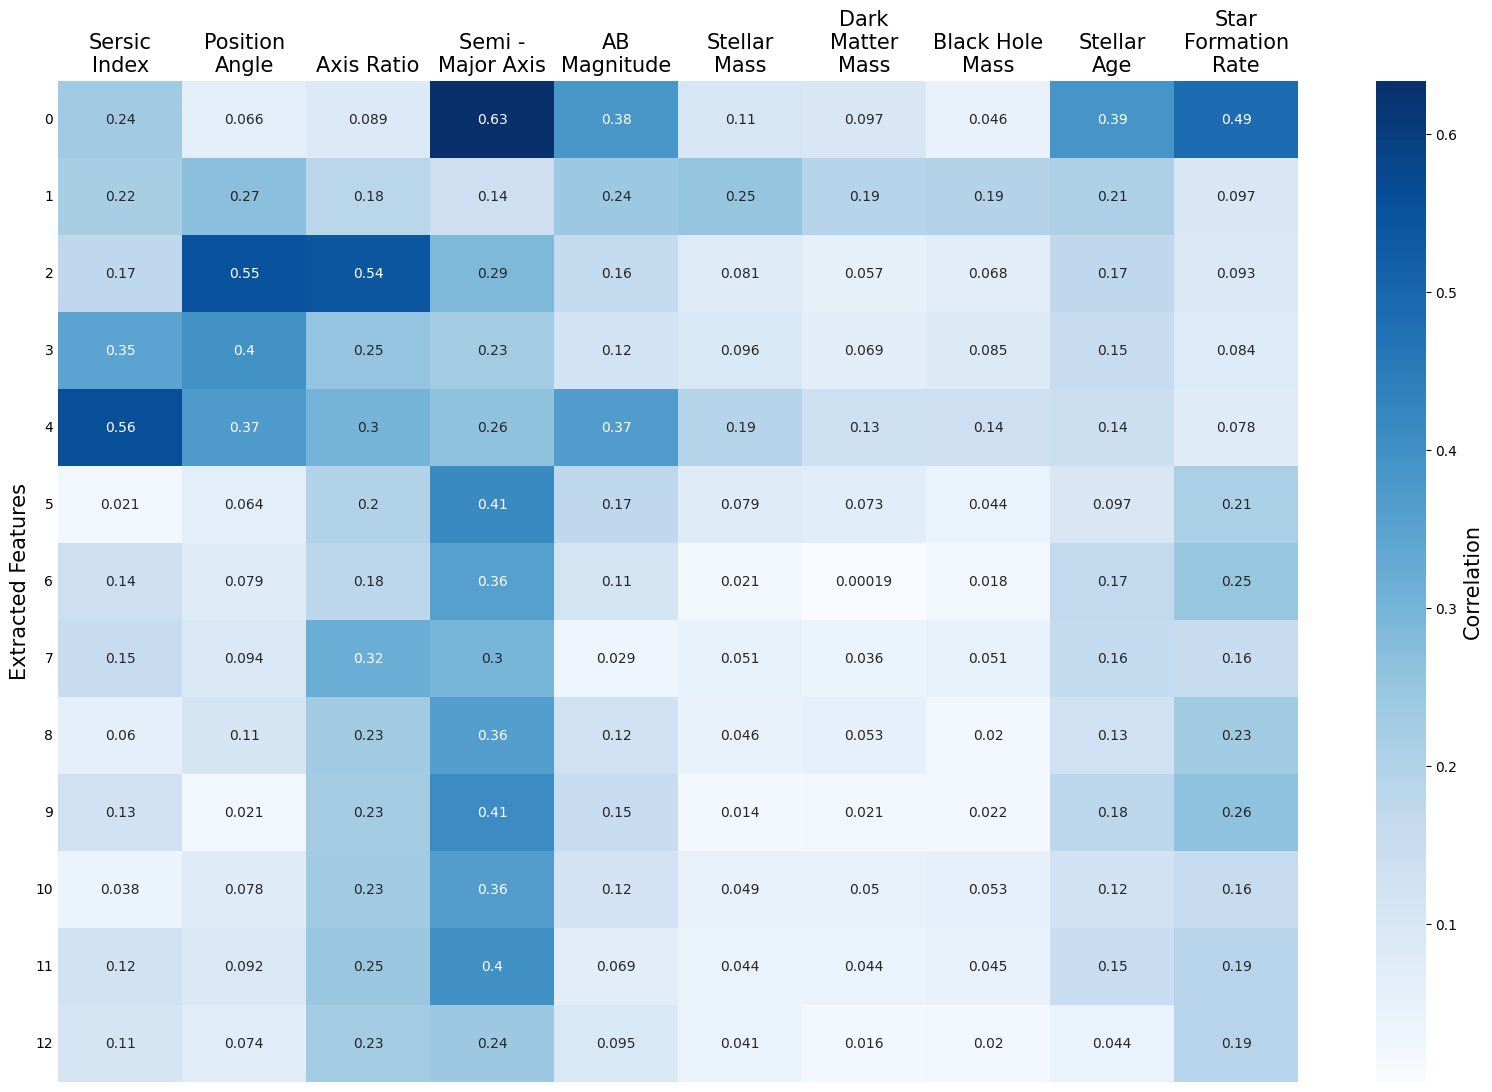 Sersic
Index
Position
Angle
Axis Ratio
Semi -
Major Axis
AB
Magnitude
Stellar
Mass
Dark
Matter
Mass
Black Hole
Mass
Stellar
Age
Star
Formation
Rate
Extracted Features
0 0.24 0.066 0.089 0.63 0.38 0.11 0.097 0.046 0.39 0.49
1 0.22 0.27 0.18 0.14 0.24 0.25 0.19 0.19 0.21 0.097
2 0.17 0.55 0.54 0.29 0.16 0.081 0.057 0.068 0.17 0.093
3 0.35 0.4 0.25 0.23 0.12 0.096 0.069 0.085 0.15 0.084
4 0.56 0.37 0.3 0.26 0.37 0.19 0.13 0.14 0.14 0.078
5 0.021 0.064 0.2 0.41 0.17 0.079 0.073 0.044 0.097 0.21
6 0.14 0.079 0.18 0.36 0.11 0.021 0.00019 0.018 0.17 0.25
7 0.15 0.094 0.32 0.3 0.029 0.051 0.036 0.051 0.16 0.16
8 0.06 0.11 0.23 0.36 0.12 0.046 0.053 0.02 0.13 0.23
9 0.13 0.021 0.23 0.41 0.15 0.014 0.021 0.022 0.18 0.26
10 0.038 0.078 0.23 0.36 0.12 0.049 0.05 0.053 0.12 0.16
11 0.12 0.092 0.25 0.4 0.069 0.044 0.044 0.045 0.15 0.19
12 0.11 0.074 0.23 0.24 0.095 0.041 0.016 0.02 0.044 0.19
0.6
0.5
0.4
0.3
0.2
0.1
Correlation